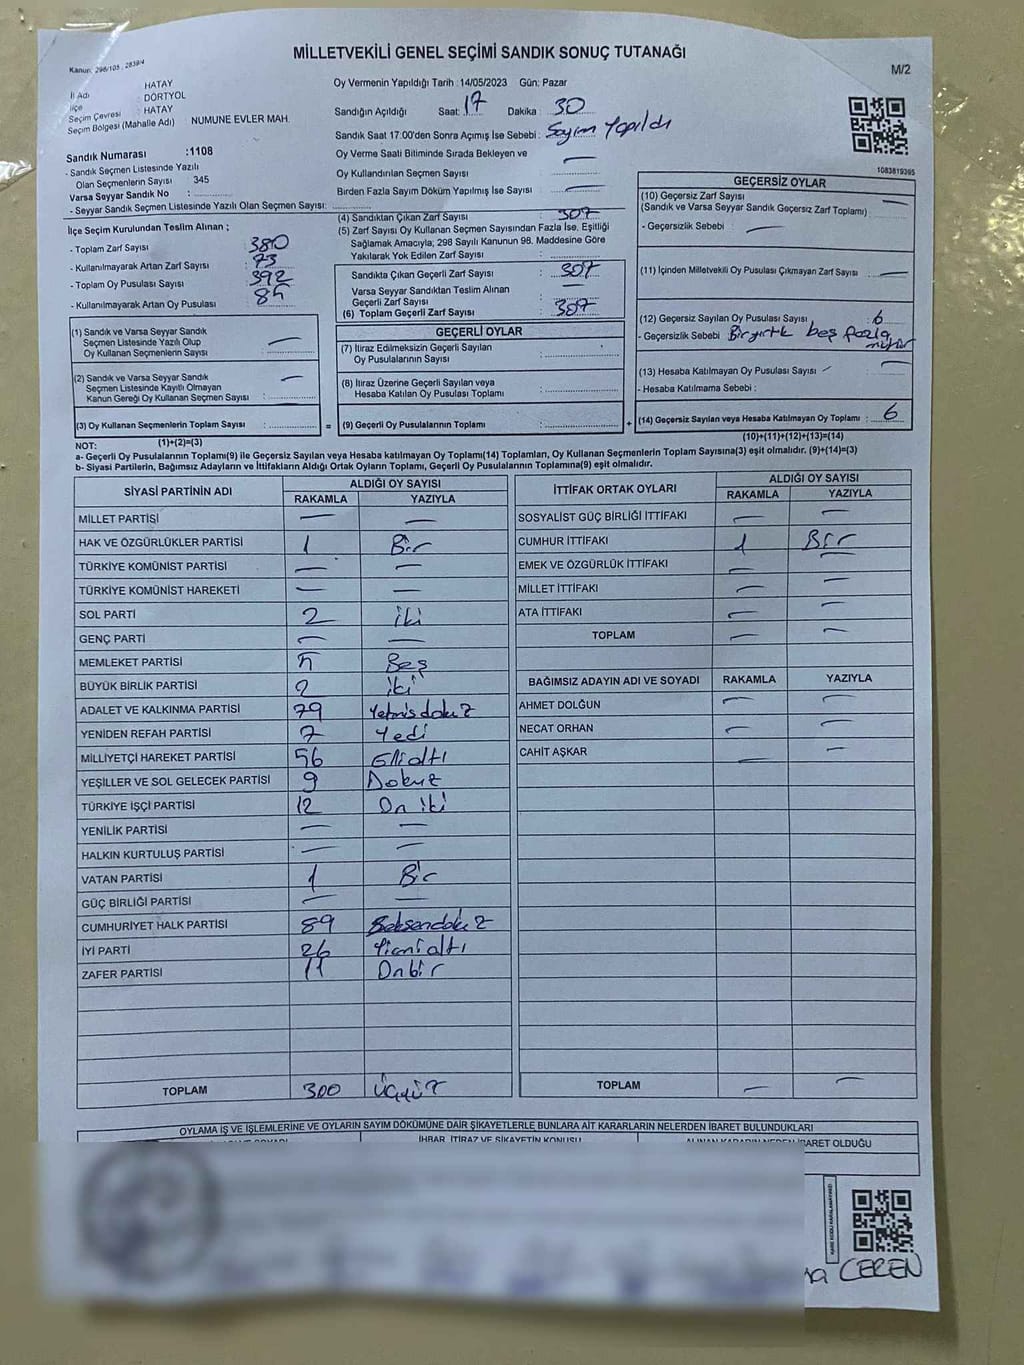 MİLLETVEKİLİ GENEL SEÇİMİ SANDIK SONUÇ TUTANAĞI
Kanun: 298/105 , 2839/4
M/2
İl Adı : HATAY
İlçe : DÖRTYOL
Seçim Çevresi : HATAY
Seçim Bölgesi (Mahalle Adı) NUMUNE EVLER MAH.
Oy Vermenin Yapıldığı Tarih :14/05/2023 Gün: Pazar
Sandığın Açıldığı Saat: 17 Dakika 30
Sandık Saat 17:00'den Sonra Açımış İse Sebebi : Sayım Yapıldı
Oy Verme Saati Bitiminde Sırada Bekleyen ve
Oy Kullandırılan Seçmen Sayısı —
Birden Fazla Sayım Döküm Yapılmış İse Sayısı —
Sandık Numarası :1108
- Sandık Seçmen Listesinde Yazılı
Olan Seçmenlerin Sayısı 345
Varsa Seyyar Sandık No :
- Seyyar Sandık Seçmen Listesinde Yazılı Olan Seçmen Sayısı:
İlçe Seçim Kurulundan Teslim Alınan ;
- Toplam Zarf Sayısı : 380
- Kullanılmayarak Artan Zarf Sayısı : 73
- Toplam Oy Pusulası Sayısı : 392
- Kullanılmayarak Artan Oy Pusulası : 85
(1) Sandık ve Varsa Seyyar Sandık
Seçmen Listesinde Yazılı Olup
Oy Kullanan Seçmenlerin Sayısı : —
(2) Sandık ve Varsa Seyyar Sandık
Seçmen Listesinde Kayıtlı Olmayan
Kanun Gereği Oy Kullanan Seçmen Sayısı : —
(3) Oy Kullanan Seçmenlerin Toplam Sayısı :
(4) Sandıktan Çıkan Zarf Sayısı : 307
(5) Zarf Sayısı Oy Kullanan Seçmen Sayısından Fazla İse, Eşitliği
Sağlamak Amacıyla, 298 Sayılı Kanunun 98. Maddesine Göre
Yakılarak Yok Edilen Zarf Sayısı :
Sandıkta Çıkan Geçerli Zarf Sayısı : 307
Varsa Seyyar Sandıktan Teslim Alınan
Geçerli Zarf Sayısı : —
(6) Toplam Geçerli Zarf Sayısı : 307
GEÇERLİ OYLAR
(7) İtiraz Edilmeksizin Geçerli Sayılan
Oy Pusulalarının Sayısı :
(8) İtiraz Üzerine Geçerli Sayılan veya
Hesaba Katılan Oy Pusulası Toplamı :
= (9) Geçerli Oy Pusulalarının Toplamı :
1083819395
GEÇERSİZ OYLAR
(10) Geçersiz Zarf Sayısı —
(Sandık ve Varsa Seyyar Sandık Geçersiz Zarf Toplamı) :
- Geçersiz Sebebi : —
(11) İçinden Milletvekili Oy Pusulası Çıkmayan Zarf Sayısı : —
(12) Geçersiz Sayılan Oy Pusulası Sayısı : 6
- Geçersizlik Sebebi Birgırtık beş fazla mühür
(13) Hesaba Katılmayan Oy Pusulası Sayısı —
- Hesaba Katılmama Sebebi :
+ (14) Geçersiz Sayılan veya Hesaba Katılmayan Oy Toplamı : 6
NOT: (1)+(2)=(3) (10)+(11)+(12)+(13)=(14)
a- Geçerli Oy Pusulalarının Toplamı(9) ile Geçersiz Sayılan veya Hesaba katılmayan Oy Toplamı(14) Toplamları, Oy Kullanan Seçmenlerin Toplam Sayısına(3) eşit olmalıdır. (9)+(14)=(3)
b- Siyasi Partilerin, Bağımsız Adayların ve İttifakların Aldığı Ortak Oyların Toplamı, Geçerli Oy Pusulalarının Toplamına(9) eşit olmalıdır.
SİYASİ PARTİNİN ADI ALDIĞI OY SAYISI
RAKAMLA YAZIYLA
MİLLET PARTİSİ — —
HAK VE ÖZGÜRLÜKLER PARTİSİ 1 Bir
TÜRKİYE KOMÜNİST PARTİSİ — —
TÜRKİYE KOMÜNİST HAREKETİ — —
SOL PARTİ 2 iki
GENÇ PARTİ — —
MEMLEKET PARTİSİ 5 Beş
BÜYÜK BİRLİK PARTİSİ 2 iki
ADALET VE KALKINMA PARTİSİ 79 Yetmisdokuz
YENİDEN REFAH PARTİSİ 7 Yedi
MİLLİYETÇİ HAREKET PARTİSİ 56 Ellialtı
YEŞİLLER VE SOL GELECEK PARTİSİ 9 Dokuz
TÜRKİYE İŞÇİ PARTİSİ 12 On iki
YENİLİK PARTİSİ — —
HALKIN KURTULUŞ PARTİSİ — —
VATAN PARTİSİ 1 Bir
GÜÇ BİRLİĞİ PARTİSİ — —
CUMHURİYET HALK PARTİSİ 89 Seksendokuz
İYİ PARTİ 26 Yirmialtı
ZAFER PARTİSİ 11 Onbir
TOPLAM 300 Üçyüz
İTTİFAK ORTAK OYLARI ALDIĞI OY SAYISI
RAKAMLA YAZIYLA
SOSYALİST GÜÇ BİRLİĞİ İTTİFAKI — —
CUMHUR İTTİFAKI 1 Bir
EMEK VE ÖZGÜRLÜK İTTİFAKI — —
MİLLET İTTİFAKI — —
ATA İTTİFAKI — —
TOPLAM — —
BAĞIMSIZ ADAYIN ADI VE SOYADI RAKAMLA YAZIYLA
AHMET DOLĞUN — —
NECAT ORHAN — —
CAHİT AŞKAR — —
TOPLAM — —
OYLAMA İŞ VE İŞLEMLERİNE VE OYLARIN SAYIM DÖKÜMÜNE DAİR ŞİKAYETLERLE BUNLARA AİT KARARLARIN NELERDEN İBARET BULUNDUKLARI
İHBAR, İTİRAZ VE ŞİKAYETİN KONUSU ALINAN KARARIN NEDEN İBARET OLDUĞU
CEREN